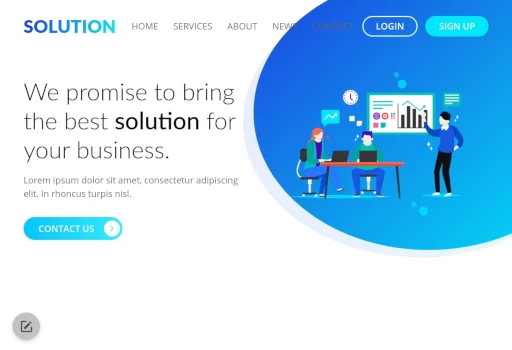 SOLUTION
HOME SERVICES ABOUT NEWS CONTACT LOGIN SIGN UP
We promise to bring
the best solution for
your business.
Lorem ipsum dolor sit amet, consectetur adipiscing
elit. In rhoncus turpis nisl.
CONTACT US